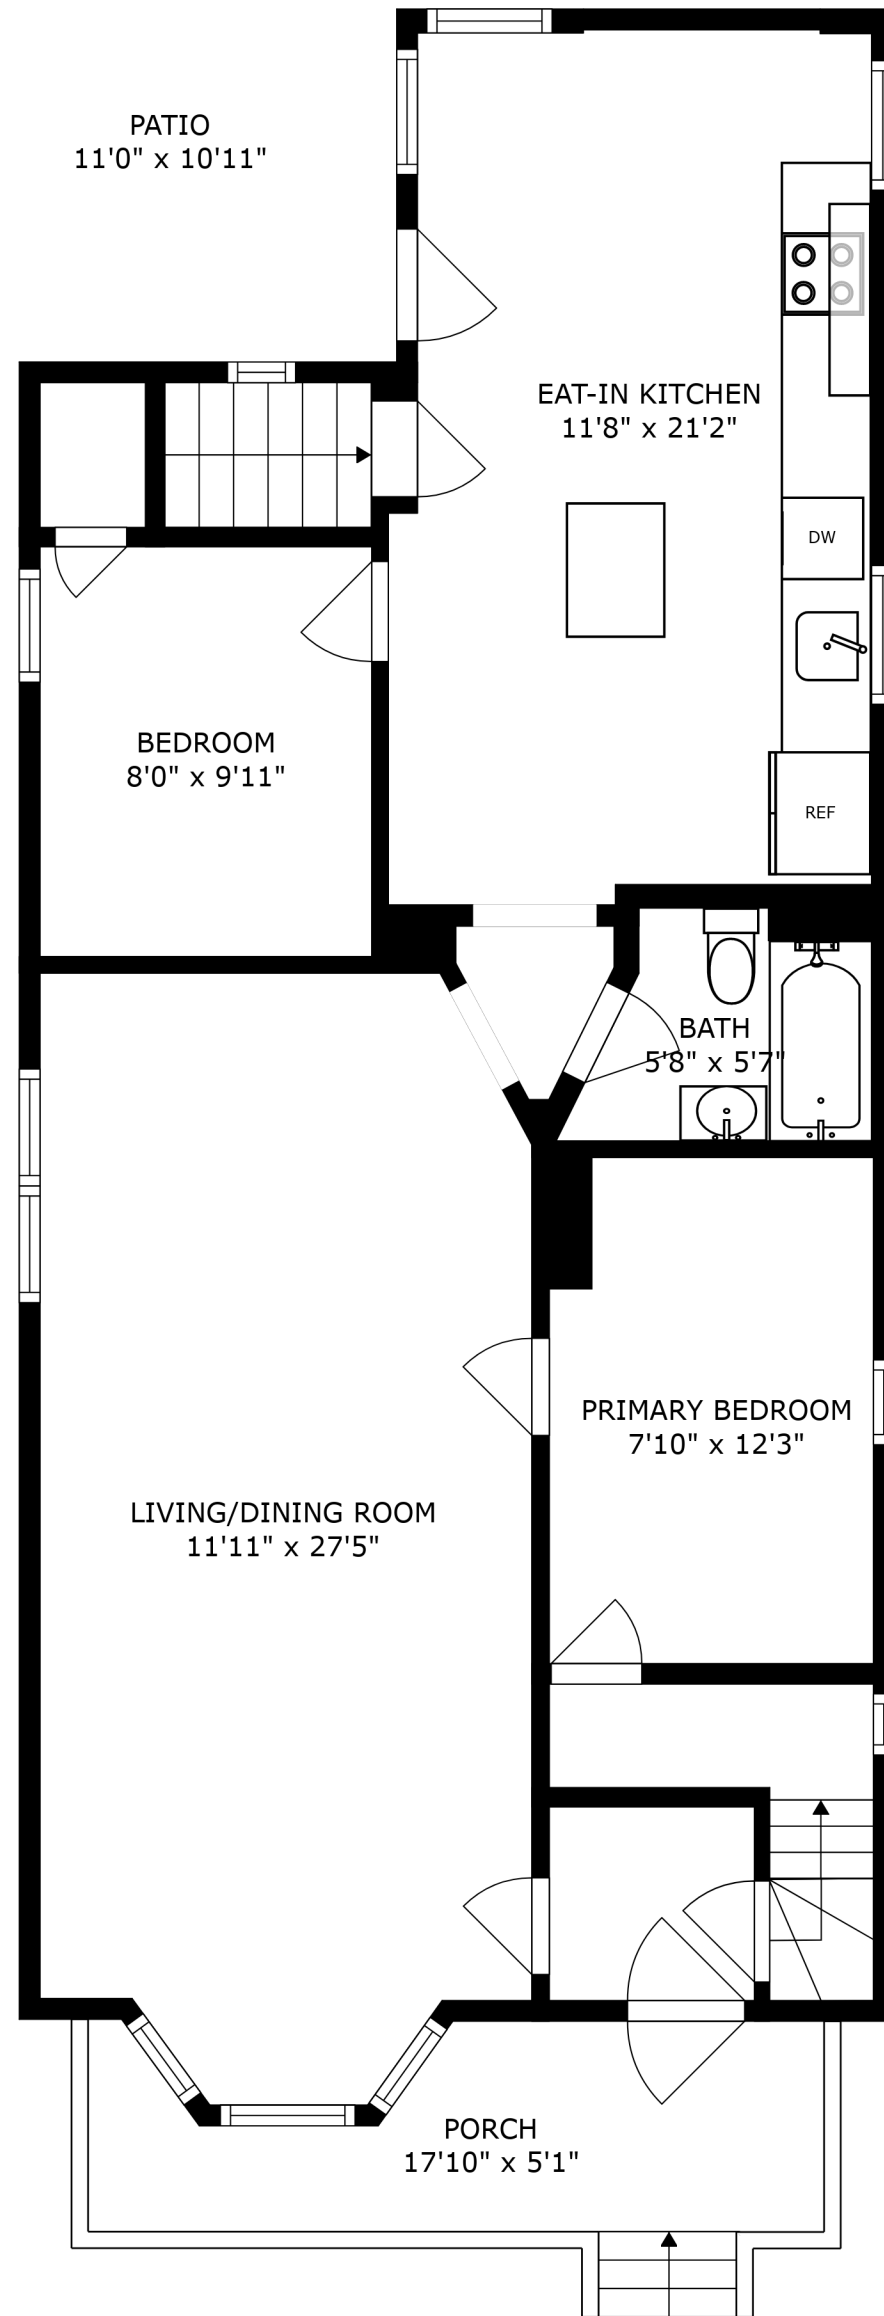 PATIO
11'0" x 10'11"
EAT-IN KITCHEN
11'8" x 21'2"
DW
BEDROOM
8'0" x 9'11"
REF
BATH
5'8" x 5'7"
PRIMARY BEDROOM
7'10" x 12'3"
LIVING/DINING ROOM
11'11" x 27'5"
PORCH
17'10" x 5'1"